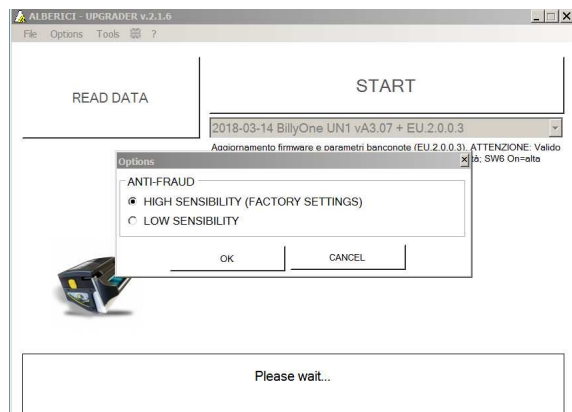 ALBERICI - UPGRADER v.2.1.6
File Options Tools ?
READ DATA
START
2018-03-14 BillyOne UN1 vA3.07 + EU.2.0.0.3
Aggiornamento firmware e parametri banconote (EU.2.0.0.3). ATTENZIONE: Valido
tà; SW6 On=alta
Options
ANTI-FRAUD
HIGH SENSIBILITY (FACTORY SETTINGS)
LOW SENSIBILITY
OK CANCEL
Please wait...